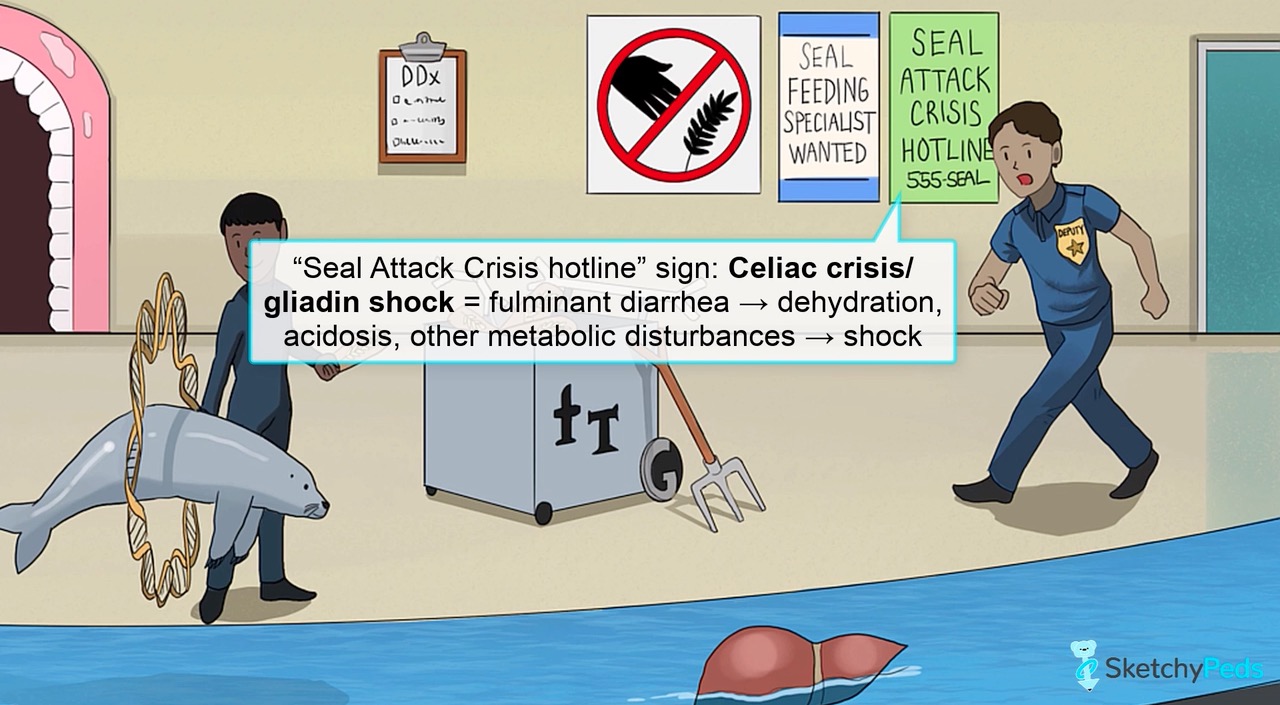 DDx
SEAL
FEEDING
SPECIALIST
WANTED
SEAL
ATTACK
CRISIS
HOTLINE
555-SEAL
DEPUTY
“Seal Attack Crisis hotline” sign: Celiac crisis/
gliadin shock = fulminant diarrhea → dehydration,
acidosis, other metabolic disturbances → shock
tT
G
SketchyPeds